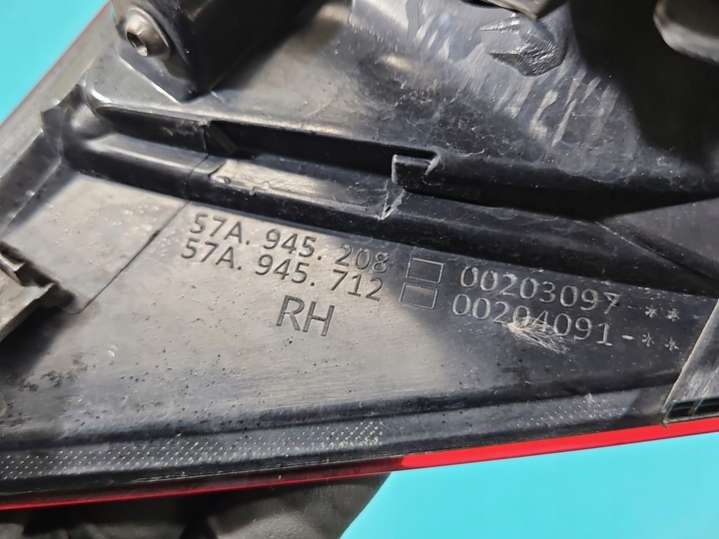 57A. 945. 208 □ 00203097 **
57A. 945. 712 □ 00204091-**
RH